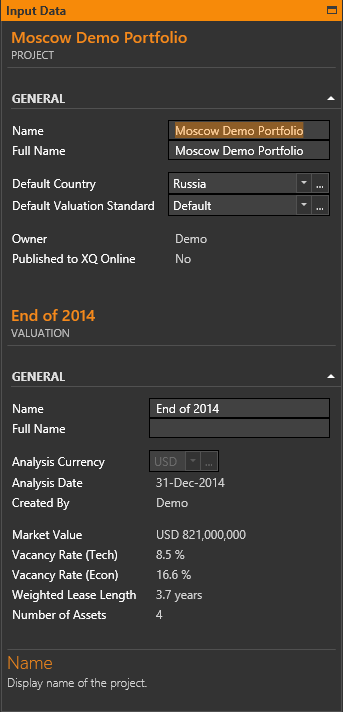 Input Data
Moscow Demo Portfolio
PROJECT
GENERAL
Name Moscow Demo Portfolio
Full Name Moscow Demo Portfolio
Default Country Russia ...
Default Valuation Standard Default ...
Owner Demo
Published to XQ Online No
End of 2014
VALUATION
GENERAL
Name End of 2014
Full Name
Analysis Currency USD ...
Analysis Date 31-Dec-2014
Created By Demo
Market Value USD 821,000,000
Vacancy Rate (Tech) 8.5 %
Vacancy Rate (Econ) 16.6 %
Weighted Lease Length 3.7 years
Number of Assets 4
Name
Display name of the project.